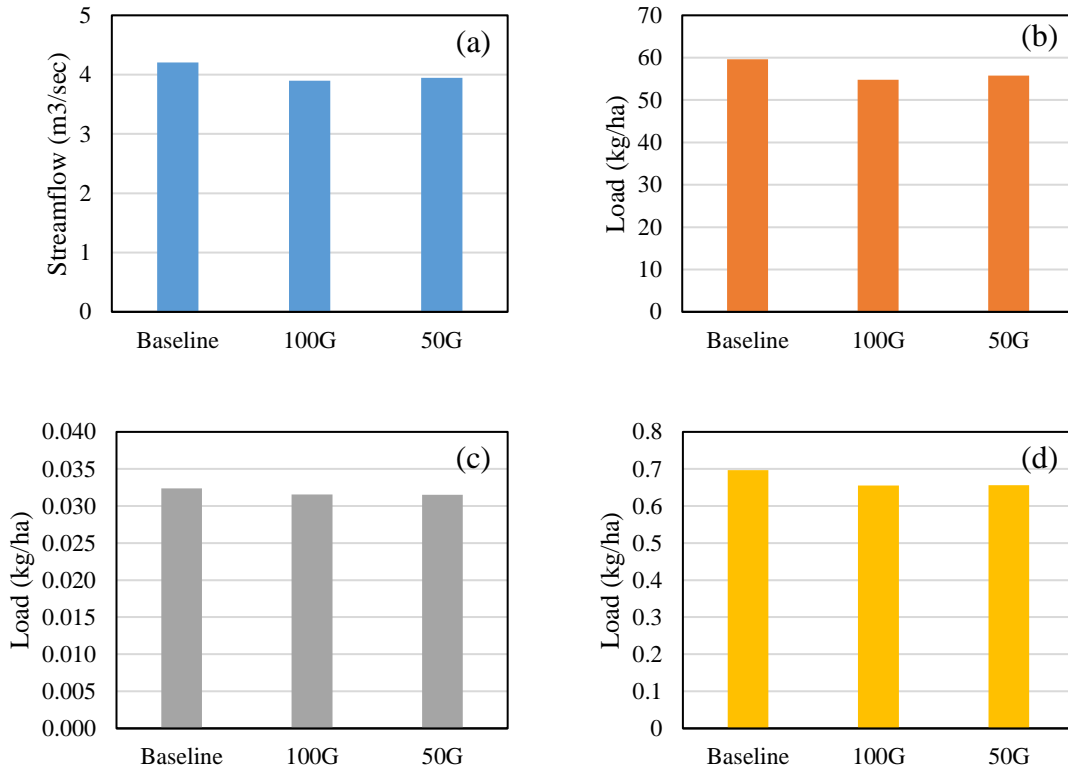 (a)
Streamflow (m3/sec)
5
4
3
2
1
0
Baseline 100G 50G
(b)
Load (kg/ha)
70
60
50
40
30
20
10
0
Baseline 100G 50G
(c)
Load (kg/ha)
0.040
0.035
0.030
0.025
0.020
0.015
0.010
0.005
0.000
Baseline 100G 50G
(d)
Load (kg/ha)
0.8
0.7
0.6
0.5
0.4
0.3
0.2
0.1
0
Baseline 100G 50G